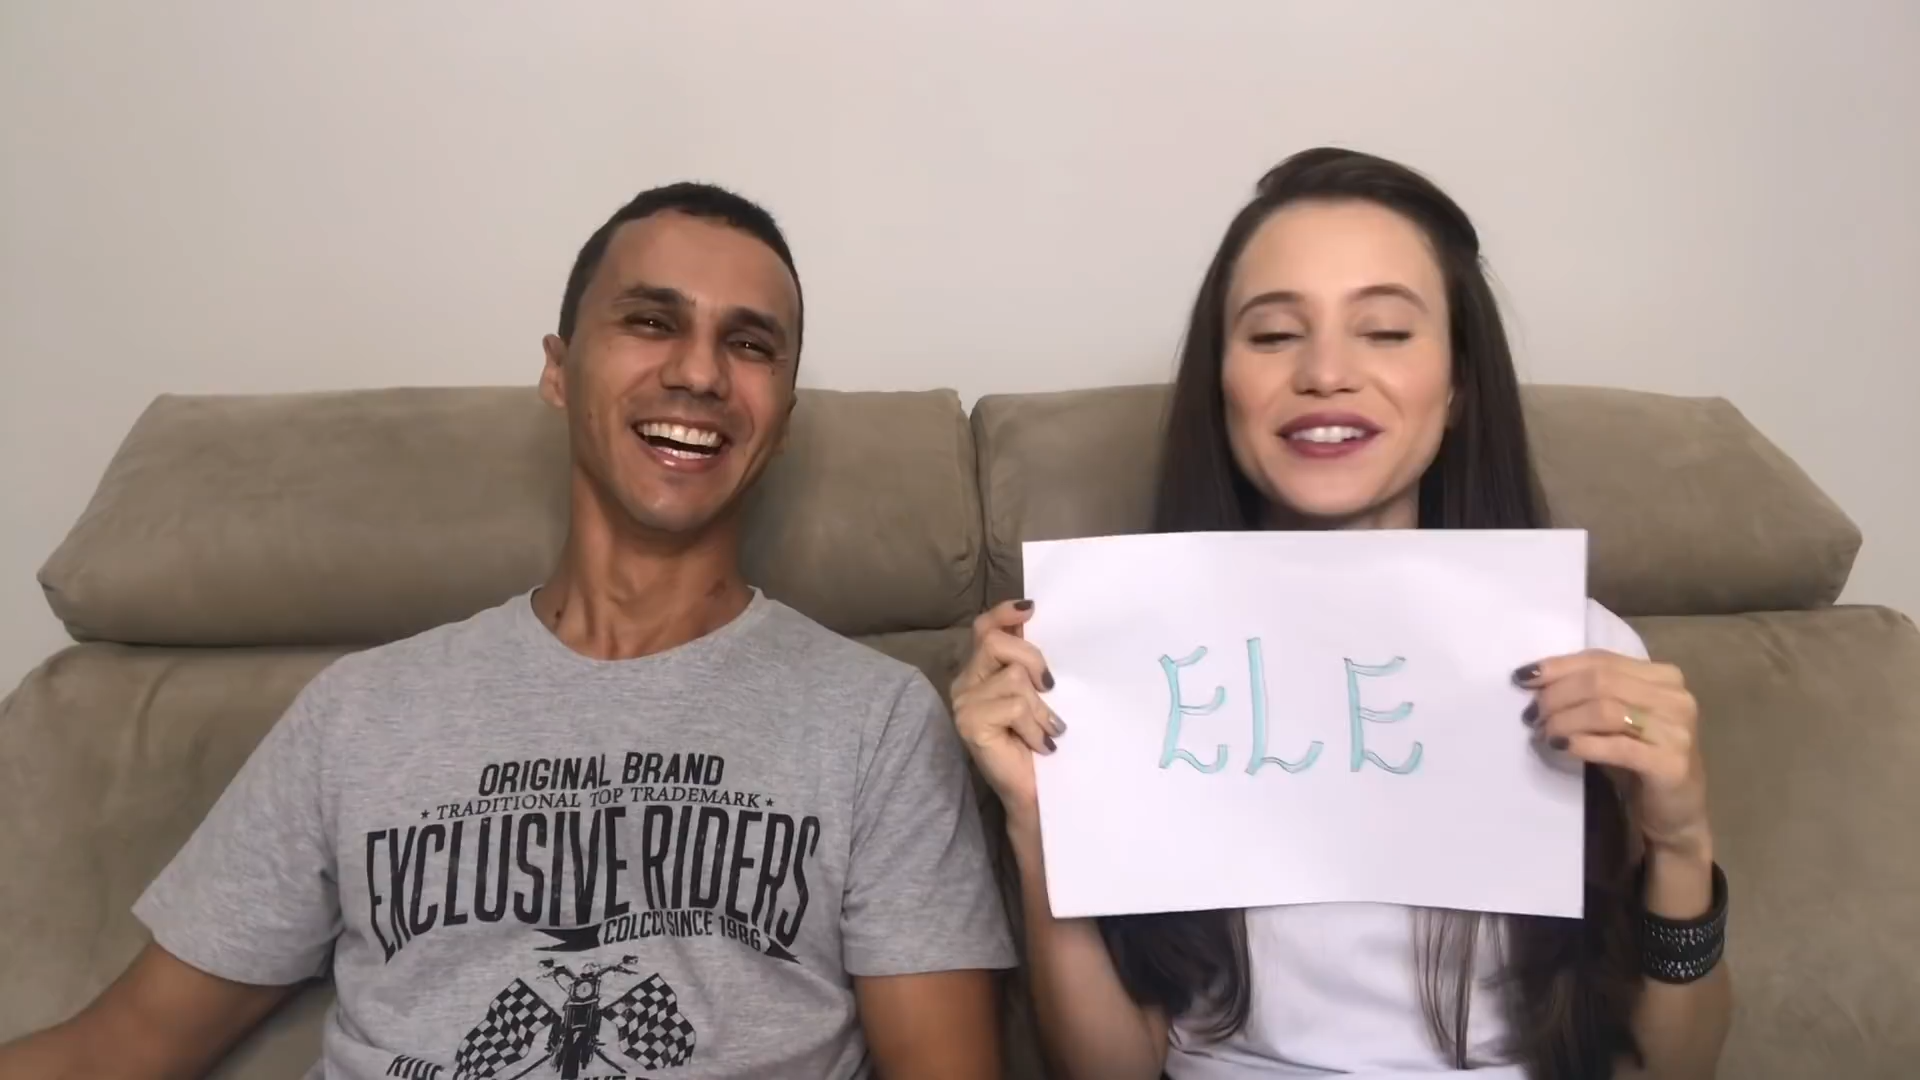 ORIGINAL BRAND
★ TRADITIONAL TOP TRADEMARK ★
EXCLUSIVE RIDERS
COLCCI SINCE 1986
ELE